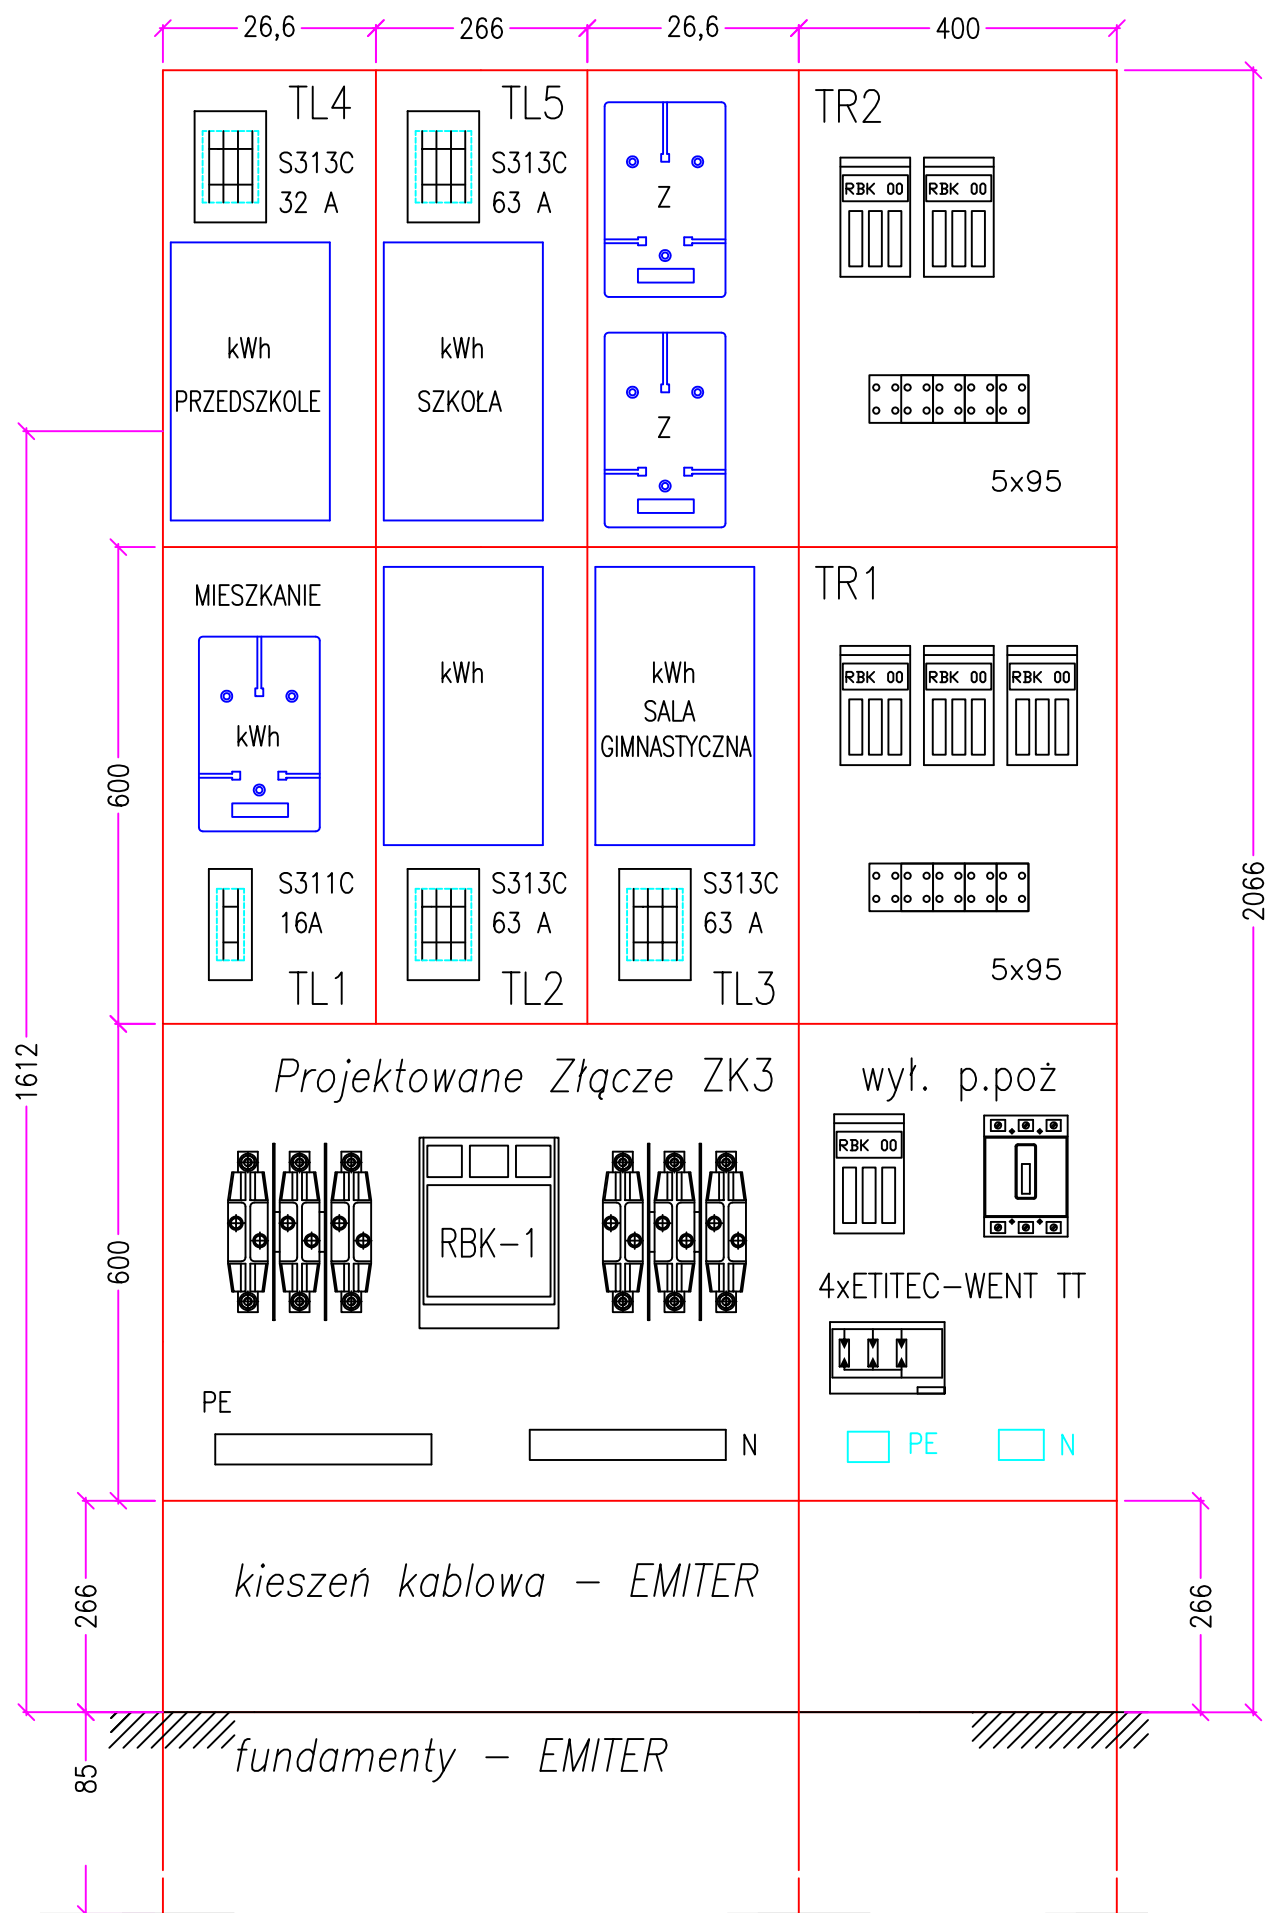 26,6
266
26,6
400
TL4
S313C
32 A
kWh
PRZEDSZKOLE
TL5
S313C
63 A
kWh
SZKOŁA
Z
Z
TR2
RBK 00
RBK 00
5x95
MIESZKANIE
kWh
S311C
16A
TL1
kWh
S313C
63 A
TL2
kWh
SALA
GIMNASTYCZNA
S313C
63 A
TL3
TR1
RBK 00
RBK 00
RBK 00
5x95
Projektowane Złącze ZK3
RBK-1
PE
N
wył. p.poż
RBK 00
4xETITEC-WENT TT
PE
N
kieszeń kablowa - EMITER
fundamenty - EMITER
600
600
1612
266
85
2066
266